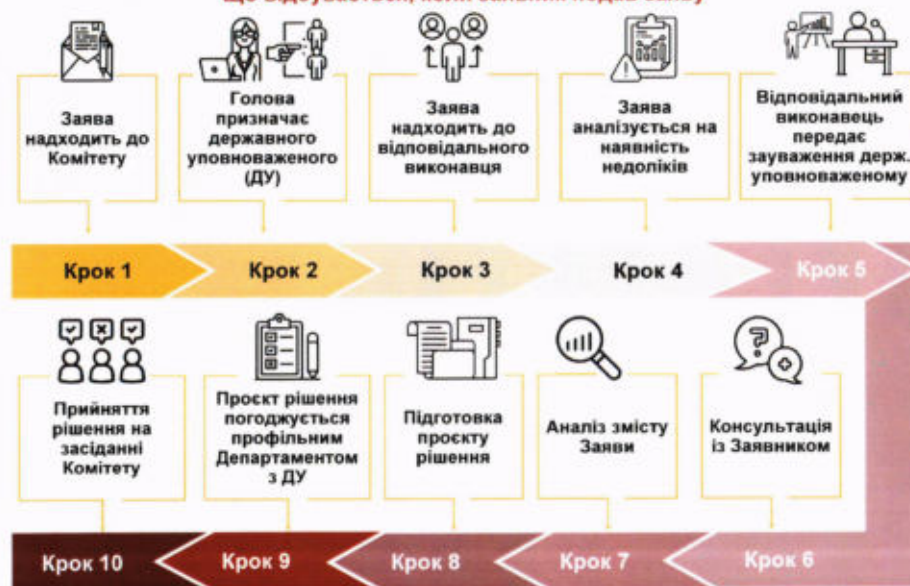 Заява
надходить до
Комітету
Голова
призначає
державного
уповноваженого
(ДУ)
Заява
надходить до
відповідального
виконавця
Заява
аналізується на
наявність
недоліків
Відповідальний
виконавець
передає
зауваження держ.
уповноваженому
Крок 1
Крок 2
Крок 3
Крок 4
Крок 5
Прийняття
рішення на
засіданні
Комітету
Проєкт рішення
погоджується
профільним
Департаментом
з ДУ
Підготовка
проєкту
рішення
Аналіз змісту
Заяви
Консультація
із Заявником
Крок 10
Крок 9
Крок 8
Крок 7
Крок 6